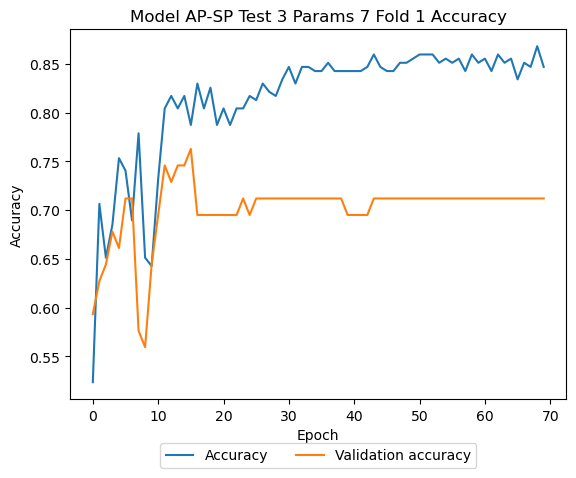 Model AP-SP Test 3 Params 7 Fold 1 Accuracy
0.85
0.80
0.75
0.70
0.65
0.60
0.55
Accuracy
0 10 20 30 40 50 60 70
Epoch
Accuracy Validation accuracy